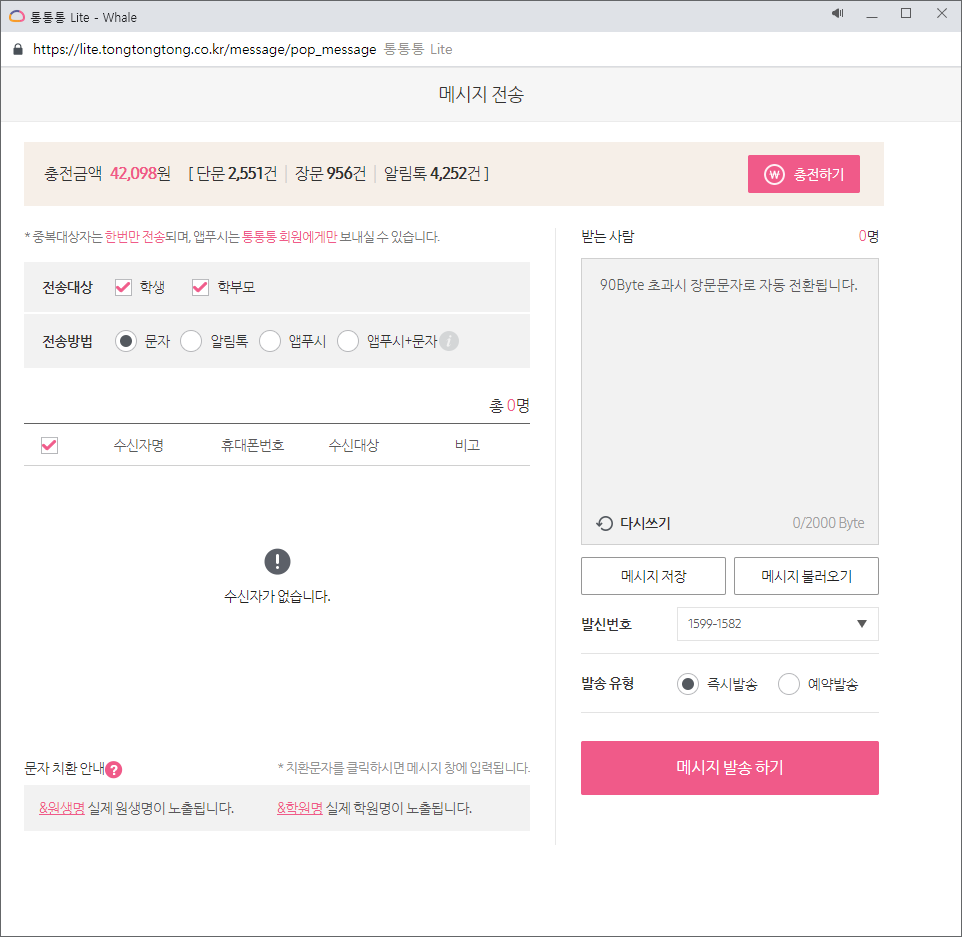 통통통 Lite - Whale
https://lite.tongtongtong.co.kr/message/pop_message 통통통 Lite
메시지 전송
충전금액 42,098원 [ 단문 2,551건 | 장문 956건 | 알림톡 4,252건 ]
충전하기
* 중복대상자는 한번만 전송되며, 앱푸시는 통통통 회원에게만 보내실 수 있습니다.
전송대상 학생 학부모
전송방법 문자 알림톡 앱푸시 앱푸시+문자 i
총 0명
수신자명 휴대폰번호 수신대상 비고
수신자가 없습니다.
문자 치환 안내 ? * 치환문자를 클릭하시면 메시지 창에 입력됩니다.
&원생명 실제 원생명이 노출됩니다. &학원명 실제 학원명이 노출됩니다.
받는 사람 0명
90Byte 초과시 장문문자로 자동 전환됩니다.
다시쓰기 0/2000 Byte
메시지 저장 메시지 불러오기
발신번호 1599-1582
발송 유형 즉시발송 예약발송
메시지 발송 하기